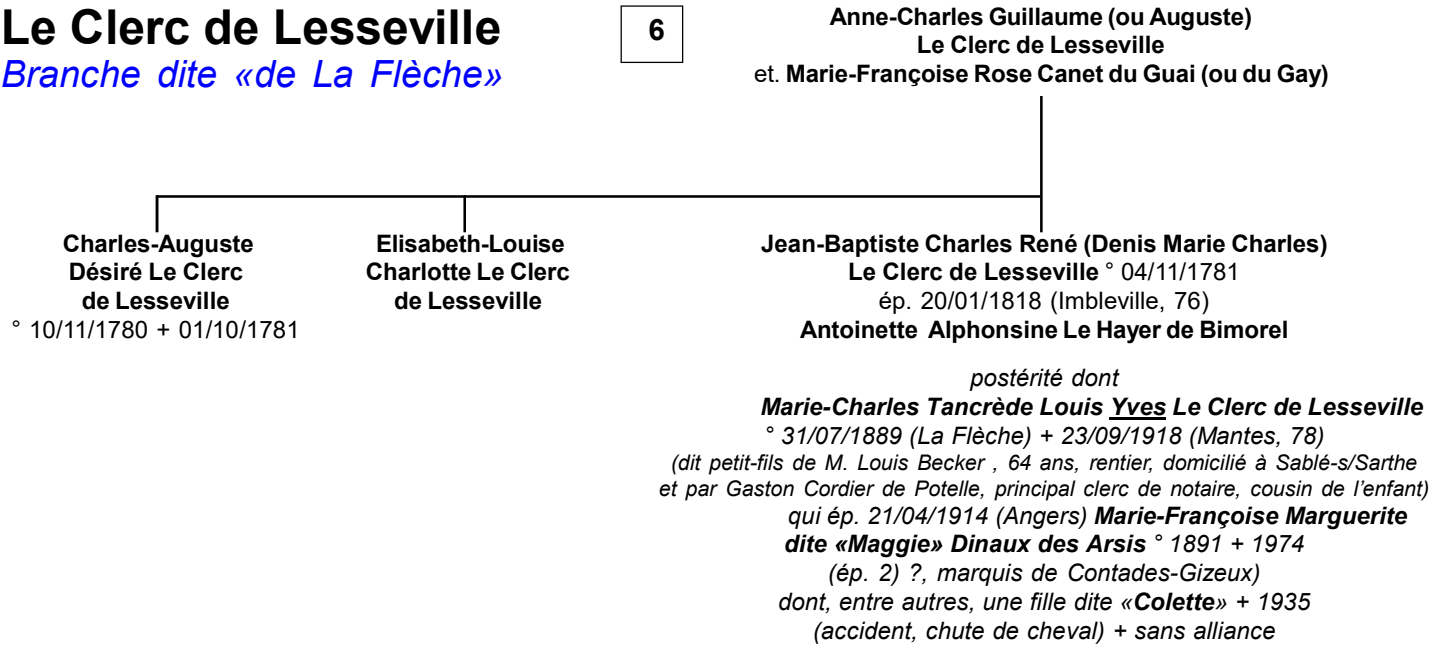 Le Clerc de Lesseville
Branche dite «de La Flèche»
6
Anne-Charles Guillaume (ou Auguste)
Le Clerc de Lesseville
et. Marie-Françoise Rose Canet du Guai (ou du Gay)
Charles-Auguste
Désiré Le Clerc
de Lesseville
° 10/11/1780 + 01/10/1781
Elisabeth-Louise
Charlotte Le Clerc
de Lesseville
Jean-Baptiste Charles René (Denis Marie Charles)
Le Clerc de Lesseville ° 04/11/1781
ép. 20/01/1818 (Imbleville, 76)
Antoinette Alphonsine Le Hayer de Bimorel
postérité dont
Marie-Charles Tancrède Louis Yves Le Clerc de Lesseville
° 31/07/1889 (La Flèche) + 23/09/1918 (Mantes, 78)
(dit petit-fils de M. Louis Becker , 64 ans, rentier, domicilié à Sablé-s/Sarthe
et par Gaston Cordier de Potelle, principal clerc de notaire, cousin de l'enfant)
qui ép. 21/04/1914 (Angers) Marie-Françoise Marguerite
dite «Maggie» Dinaux des Arsis ° 1891 + 1974
(ép. 2) ?, marquis de Contades-Gizeux)
dont, entre autres, une fille dite «Colette» + 1935
(accident, chute de cheval) + sans alliance